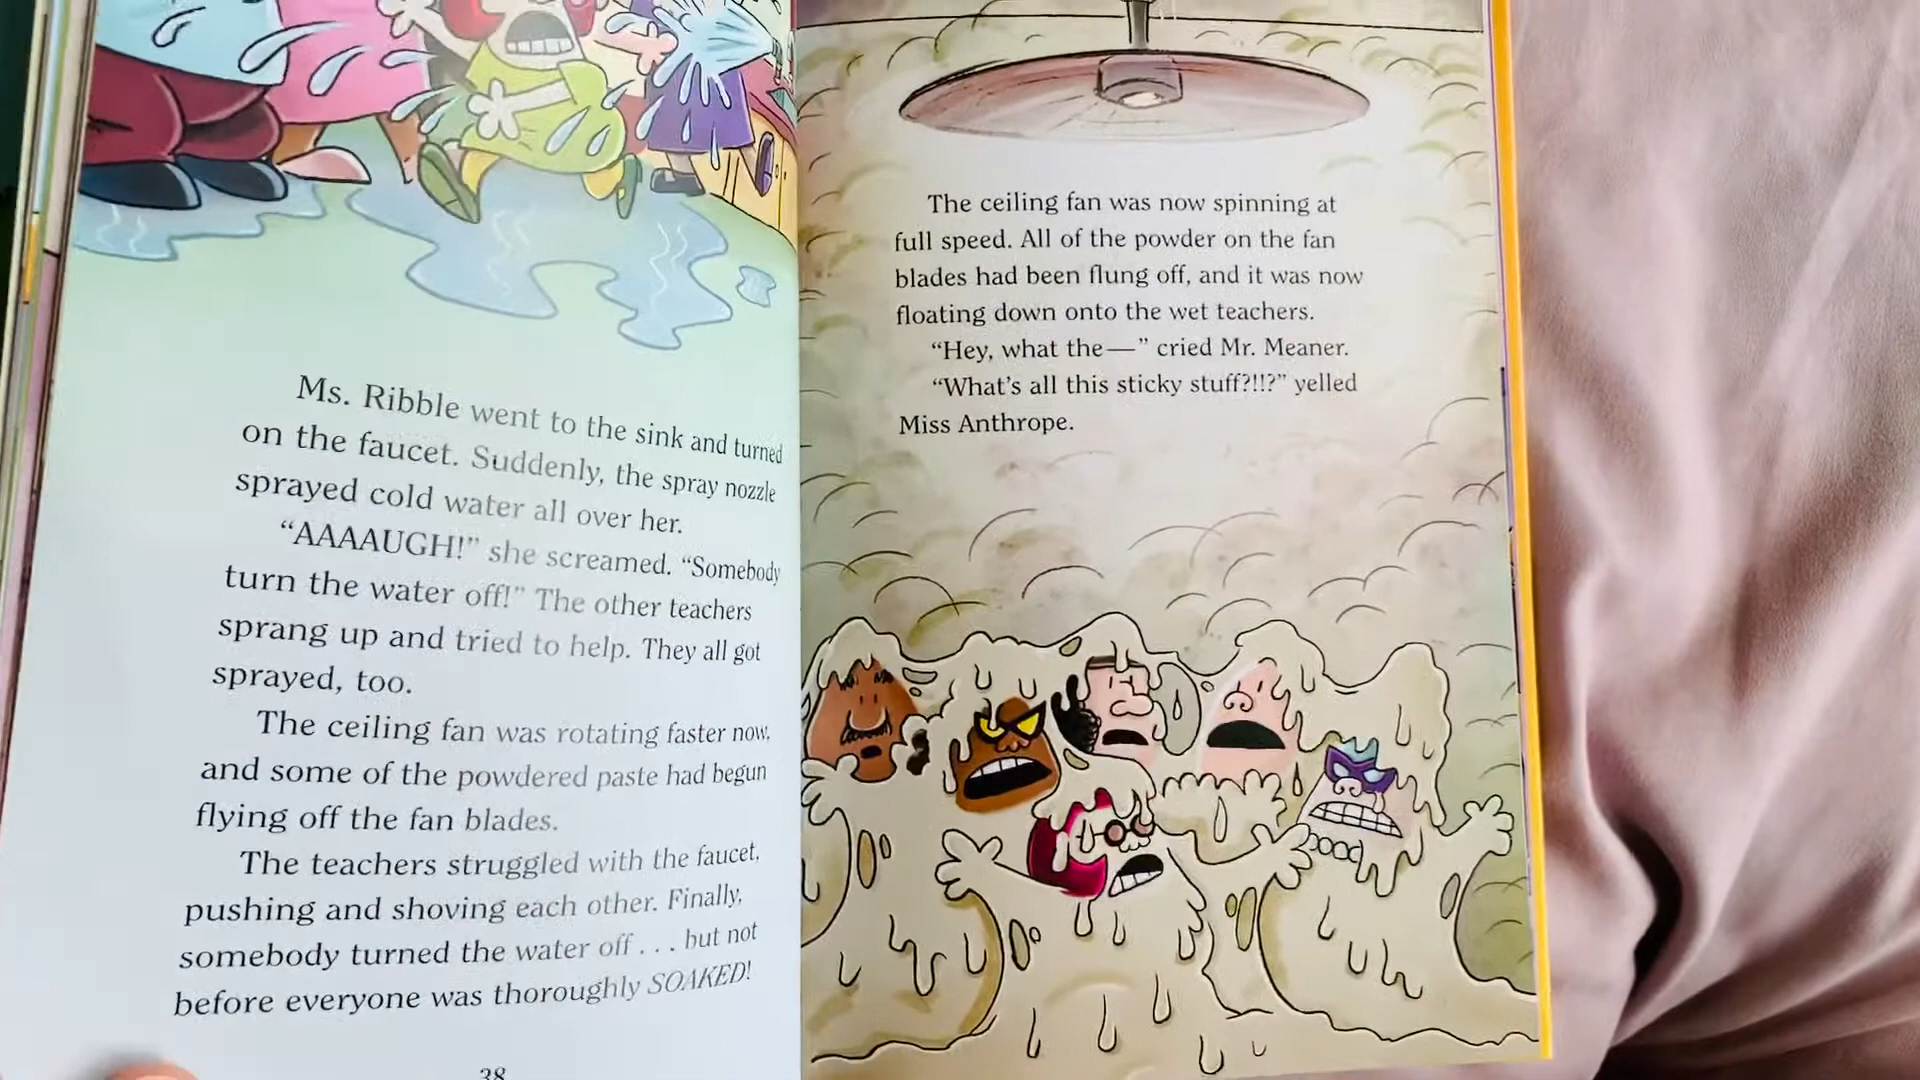 Ms. Ribble went to the sink and turned
on the faucet. Suddenly, the spray nozzle
sprayed cold water all over her.
“AAAAUGH!” she screamed. “Somebody
turn the water off!” The other teachers
sprang up and tried to help. They all got
sprayed, too.
The ceiling fan was rotating faster now,
and some of the powdered paste had begun
flying off the fan blades.
The teachers struggled with the faucet,
pushing and shoving each other. Finally,
somebody turned the water off . . . but not
before everyone was thoroughly SOAKED!
38
The ceiling fan was now spinning at
full speed. All of the powder on the fan
blades had been flung off, and it was now
floating down onto the wet teachers.
“Hey, what the—” cried Mr. Meaner.
“What’s all this sticky stuff?!!?” yelled
Miss Anthrope.